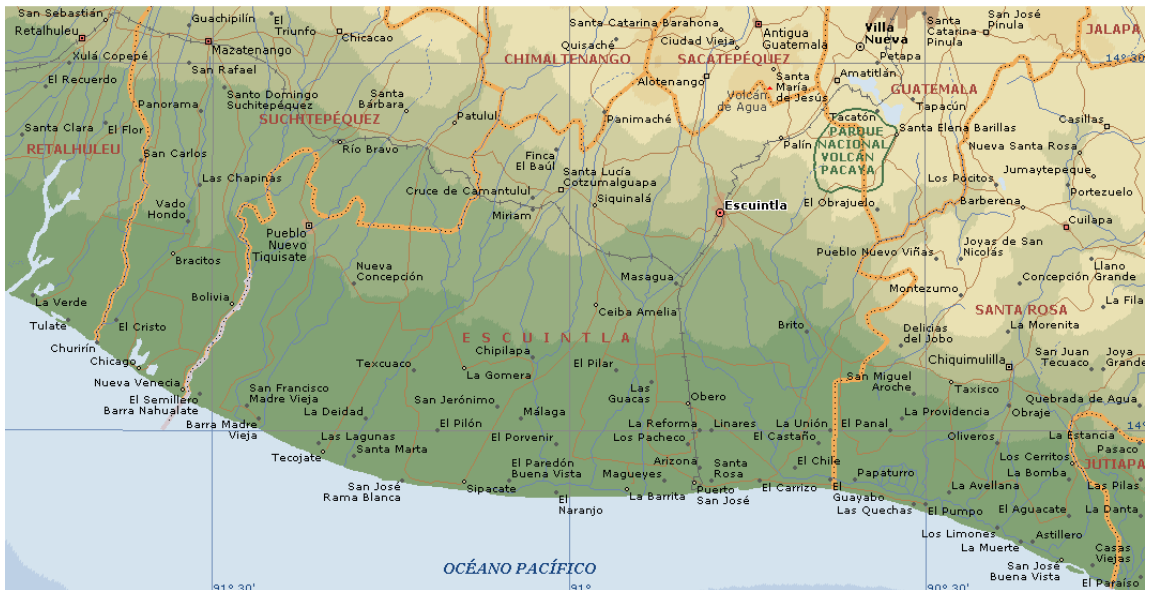 San Sebastián
Retalhuleu
Guachipilín
El
Triunfo
Chicacao
Santa Catarina Barahona
Quisaché
Ciudad Vieja
Antigua
Guatemala
Villa
Nueva
Santa
Catarina
Pinula
San José
Pinula
JALAPA
Xulá Copepé
Mazatenango
CHIMALTENANGO
SACATEPÉQUEZ
Petapa
14° 30'
El Recuerdo
San Rafael
Alotenango
Santa
María
de Jesús
Amatitlán
GUATEMALA
Panorama
Santo Domingo
Suchitepéquez
Santa
Bárbara
Volcán
de Agua
Tapacún
SUCHITEPÉQUEZ
Patulul
Panimaché
Tacatón
Casillas
Santa Clara
El Flor
PARQUE
NACIONAL
VOLCÁN
PACAYA
Santa Elena Barillas
RETALHULEU
San Carlos
Río Bravo
Finca
El Baúl
Palín
Nueva Santa Rosa
Las Chapinas
Santa Lucía
Cotzumalguapa
Jumaytepeque
Cruce de Camantulul
Siquinalá
Los Pocitos
Portezuelo
Vado
Hondo
Miriam
Escuintla
El Obrajuelo
Barberena
Cuilapa
Pueblo
Nuevo
Tiquisate
Pueblo Nuevo Viñas
Joyas de San
Nicolás
Bracitos
Nueva
Concepción
Masagua
Llano
Grande
Concepción
Montezumo
La Verde
Bolivia
Ceiba Amelia
La Fila
SANTA ROSA
Tulate
El Cristo
ESCUINTLA
Brito
Delicias
del Jobo
La Morenita
Churirín
Chipilapa
San Juan
Tecuaco
Joya
Grande
Chicago
Texcuaco
La Gomera
El Pilar
Chiquimulilla
Nueva Venecia
San Francisco
Madre Vieja
Las
Guacas
San Miguel
Aroche
Taxisco
El Semillero
Barra Nahualate
San Jerónimo
Obero
Quebrada de Agua
La Deidad
Málaga
La Providencia
Obraje
Barra Madre
Vieja
El Pilón
La Reforma
Linares
La Unión
El Panal
14°
Las Lagunas
El Porvenir
Los Pacheco
El Castaño
Oliveros
La Estancia
Tecojate
Santa Marta
Pasaco
El Paredón
Buena Vista
Arizona
Santa
Rosa
El Chile
Los Cerritos
JUTIAPA
Magueyes
Papaturro
La Bomba
San José
Rama Blanca
Sipacate
La Barrita
Puerto
San José
El Carrizo
El
Guayabo
La Avellana
Las Pilas
El
Naranjo
Las Quechas
El Pumpo
El Aguacate
La Danta
Los Limones
Astillero
La Muerte
Casas
Viejas
OCÉANO PACÍFICO
San José
Buena Vista
El Paraíso
91° 30'
91°
90° 30'